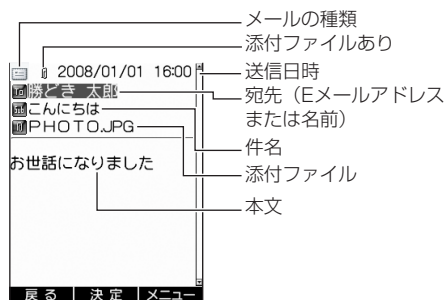 メールの種類
添付ファイルあり
2008/01/01 16:00
送信日時
勝どき 太郎
宛先（Eメールアドレス
または名前）
こんにちは
件名
PHOTO.JPG
添付ファイル
お世話になりました
本文
戻る 決定 メニュー